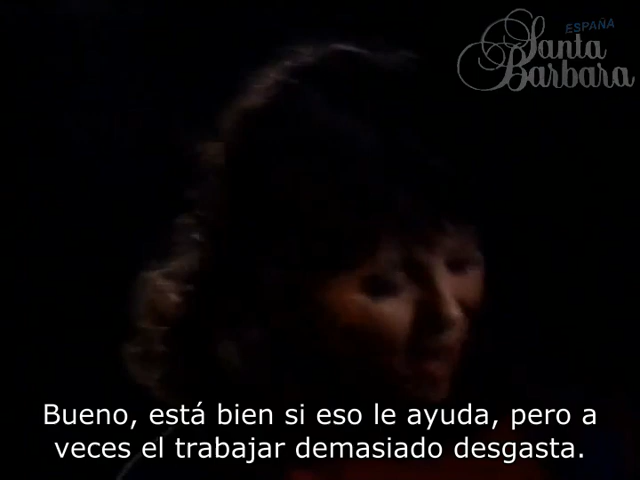 ESPAÑA
Santa
Barbara
Bueno, está bien si eso le ayuda, pero a
veces el trabajar demasiado desgasta.